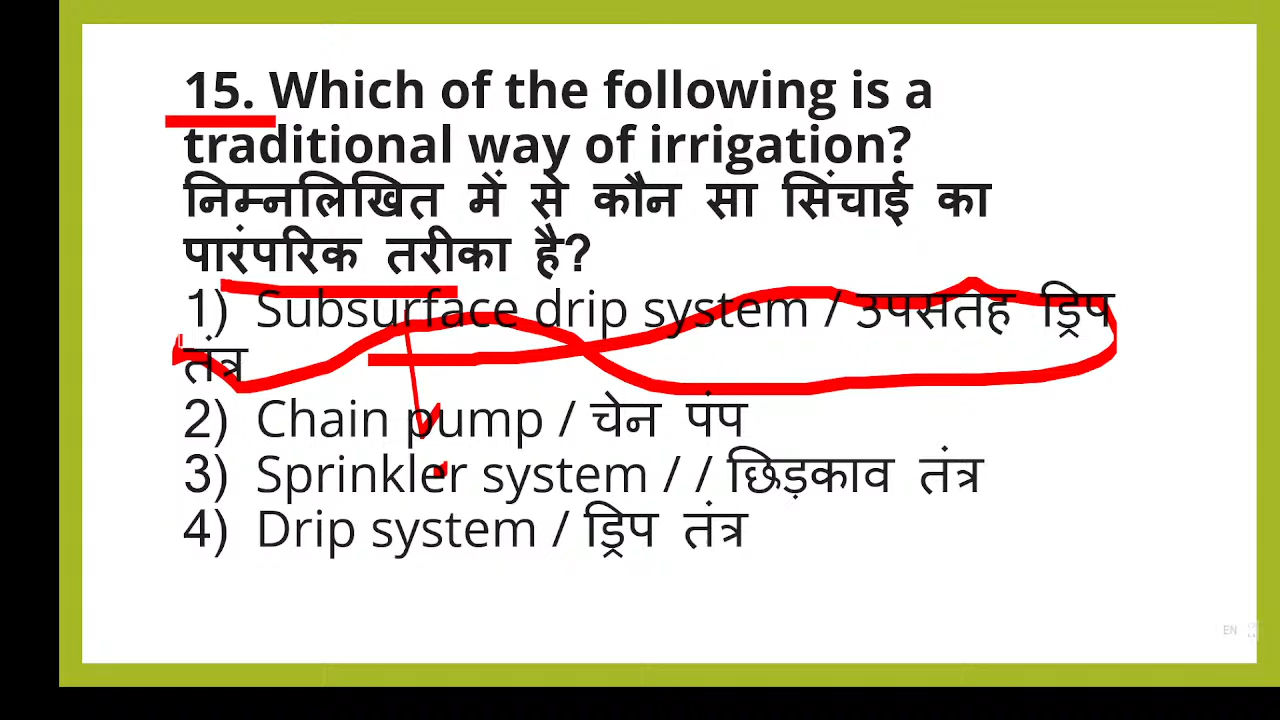 15. Which of the following is a
traditional way of irrigation?
निम्नलिखित में से कौन सा सिंचाई का
पारंपरिक तरीका है?
1) Subsurface drip system / उपसतह ड्रिप
तंत्र
2) Chain pump / चेन पंप
3) Sprinkler system / / छिड़काव तंत्र
4) Drip system / ड्रिप तंत्र
EN